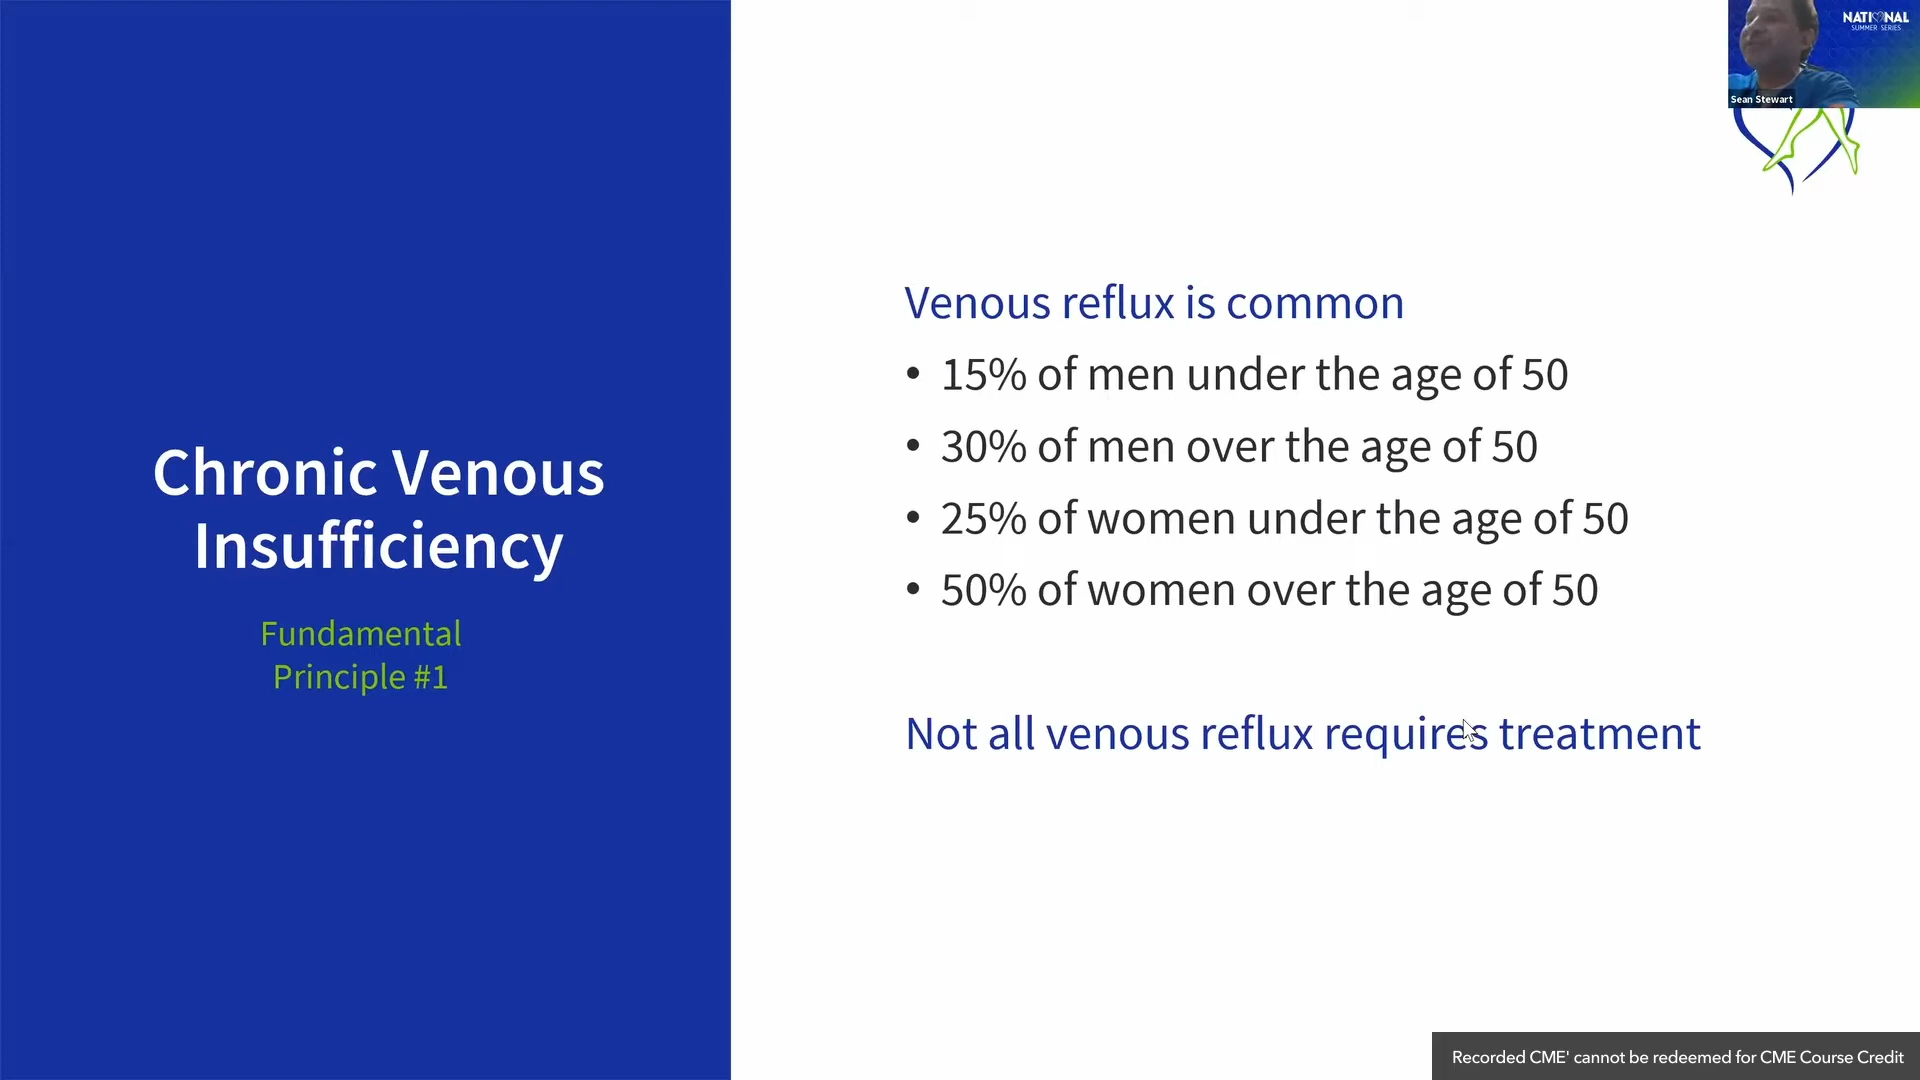 NATIONAL
SUMMER SERIES
Sean Stewart
Chronic Venous
Insufficiency
Fundamental
Principle #1
Venous reflux is common
• 15% of men under the age of 50
• 30% of men over the age of 50
• 25% of women under the age of 50
• 50% of women over the age of 50
Not all venous reflux requires treatment
Recorded CME' cannot be redeemed for CME Course Credit